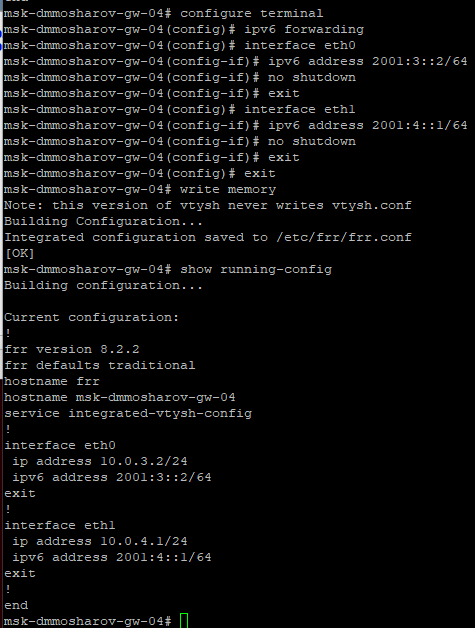 msk-dmmosharov-gw-04# configure terminal
msk-dmmosharov-gw-04(config)# ipv6 forwarding
msk-dmmosharov-gw-04(config)# interface eth0
msk-dmmosharov-gw-04(config-if)# ipv6 address 2001:3::2/64
msk-dmmosharov-gw-04(config-if)# no shutdown
msk-dmmosharov-gw-04(config-if)# exit
msk-dmmosharov-gw-04(config)# interface eth1
msk-dmmosharov-gw-04(config-if)# ipv6 address 2001:4::1/64
msk-dmmosharov-gw-04(config-if)# no shutdown
msk-dmmosharov-gw-04(config-if)# exit
msk-dmmosharov-gw-04(config)# exit
msk-dmmosharov-gw-04# write memory
Note: this version of vtysh never writes vtysh.conf
Building Configuration...
Integrated configuration saved to /etc/frr/frr.conf
[OK]
msk-dmmosharov-gw-04# show running-config
Building configuration...

Current configuration:
!
frr version 8.2.2
frr defaults traditional
hostname frr
hostname msk-dmmosharov-gw-04
service integrated-vtysh-config
!
interface eth0
 ip address 10.0.3.2/24
 ipv6 address 2001:3::2/64
exit
!
interface eth1
 ip address 10.0.4.1/24
 ipv6 address 2001:4::1/64
exit
!
end
msk-dmmosharov-gw-04#